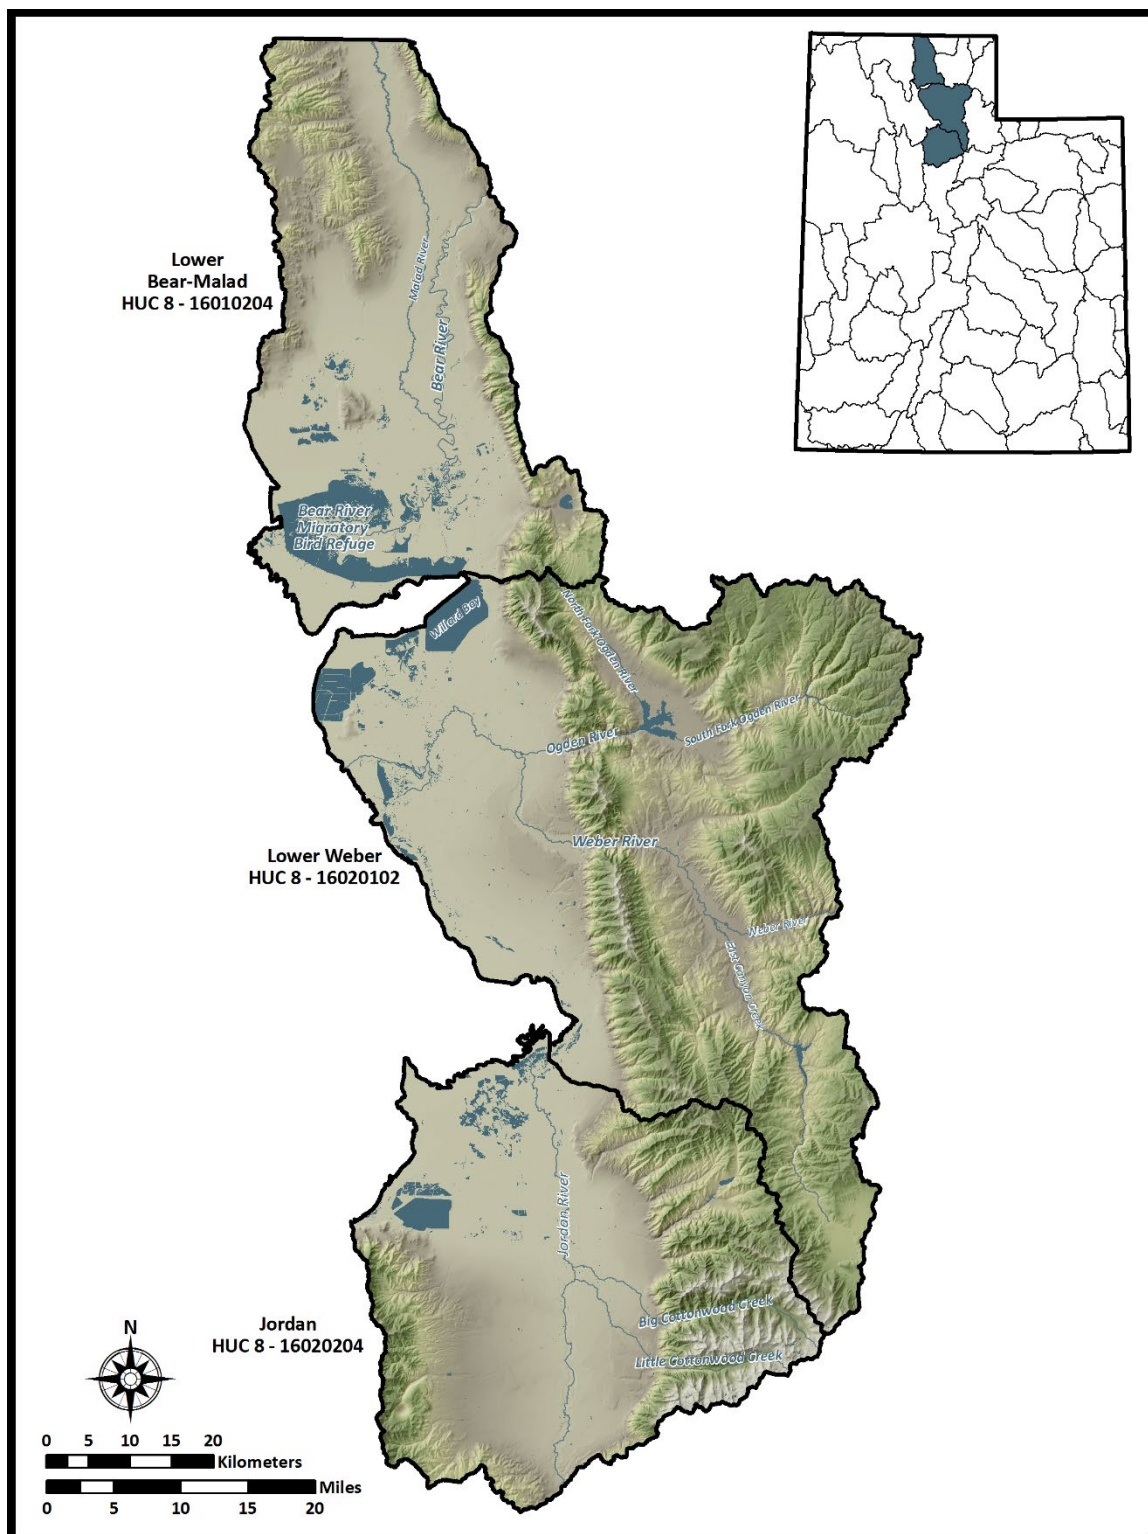 Lower
Bear-Malad
HUC 8 - 16010204
Malad River
Bear River
Bear River
Migratory
Bird Refuge
Willard Bay
North Fork Ogden River
South Fork Ogden River
Ogden River
Weber River
Lower Weber
HUC 8 - 16020102
Weber River
East Canyon Creek
Jordan River
Big Cottonwood Creek
Little Cottonwood Creek
Jordan
HUC 8 - 16020204
N
0 5 10 15 20
Kilometers
Miles
0 5 10 15 20